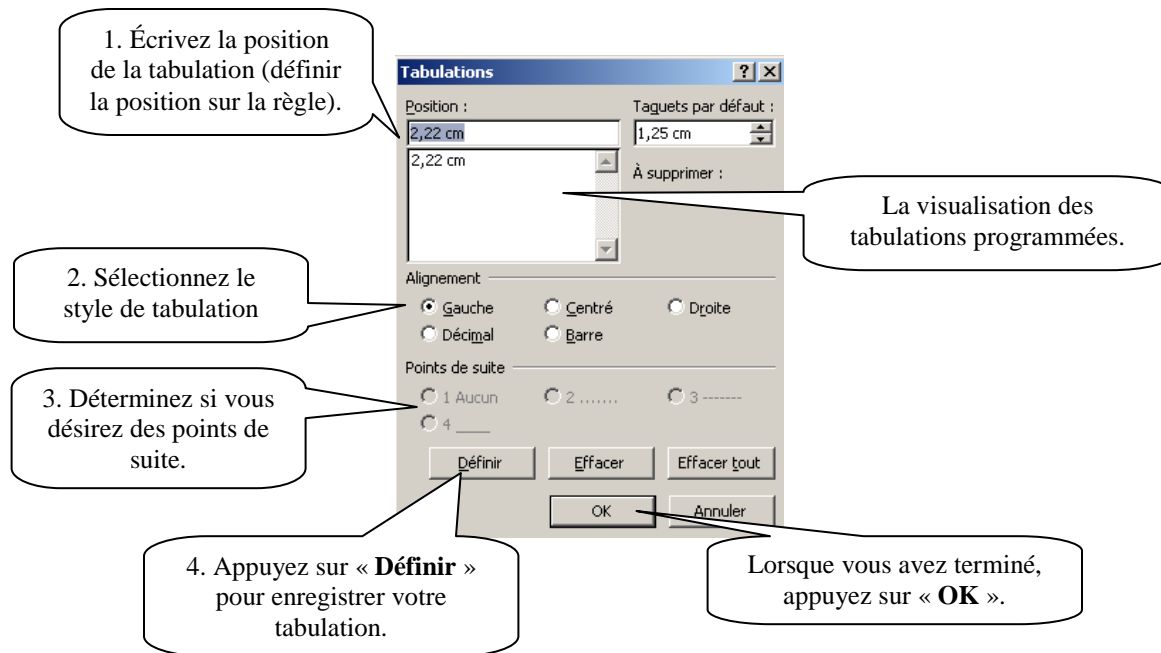 1. Écrivez la position
de la tabulation (définir
la position sur la règle).
Tabulations
Position :
Taquets par défaut :
2,22 cm
1,25 cm
2,22 cm
À supprimer :
La visualisation des
tabulations programmées.
2. Sélectionnez le
style de tabulation
Alignement
Gauche
Centré
Droite
Décimal
Barre
3. Déterminez si vous
désirez des points de
suite.
Points de suite
1 Aucun
2 .......
3 -------
4 ____
Définir
Effacer
Effacer tout
OK
Annuler
4. Appuyez sur « Définir »
pour enregistrer votre
tabulation.
Lorsque vous avez terminé,
appuyez sur « OK ».